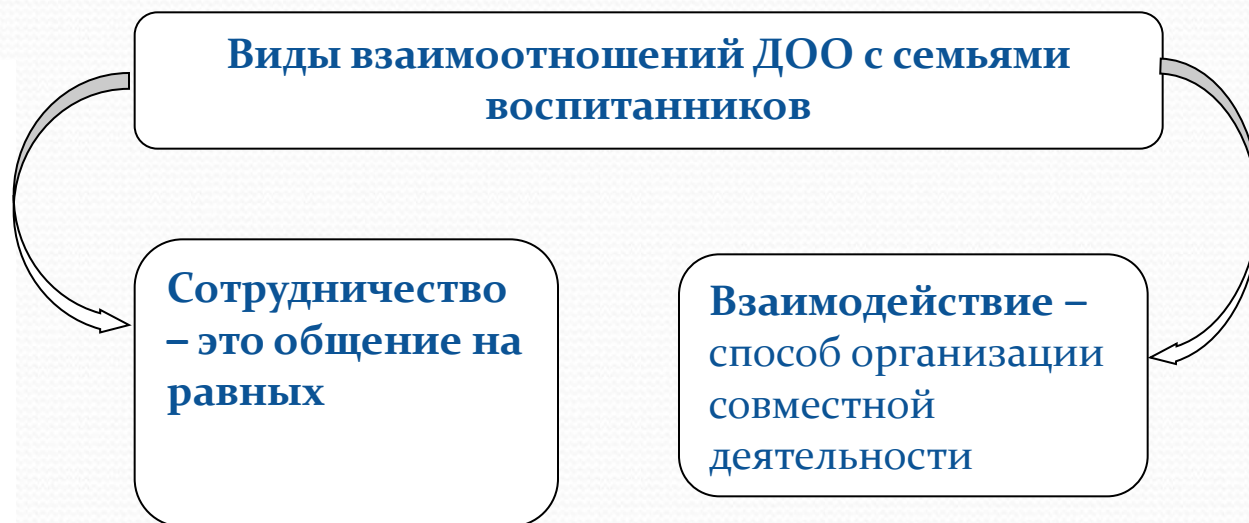 Виды взаимоотношений ДОО с семьями
воспитанников
Сотрудничество
– это общение на
равных
Взаимодействие –
способ организации
совместной
деятельности